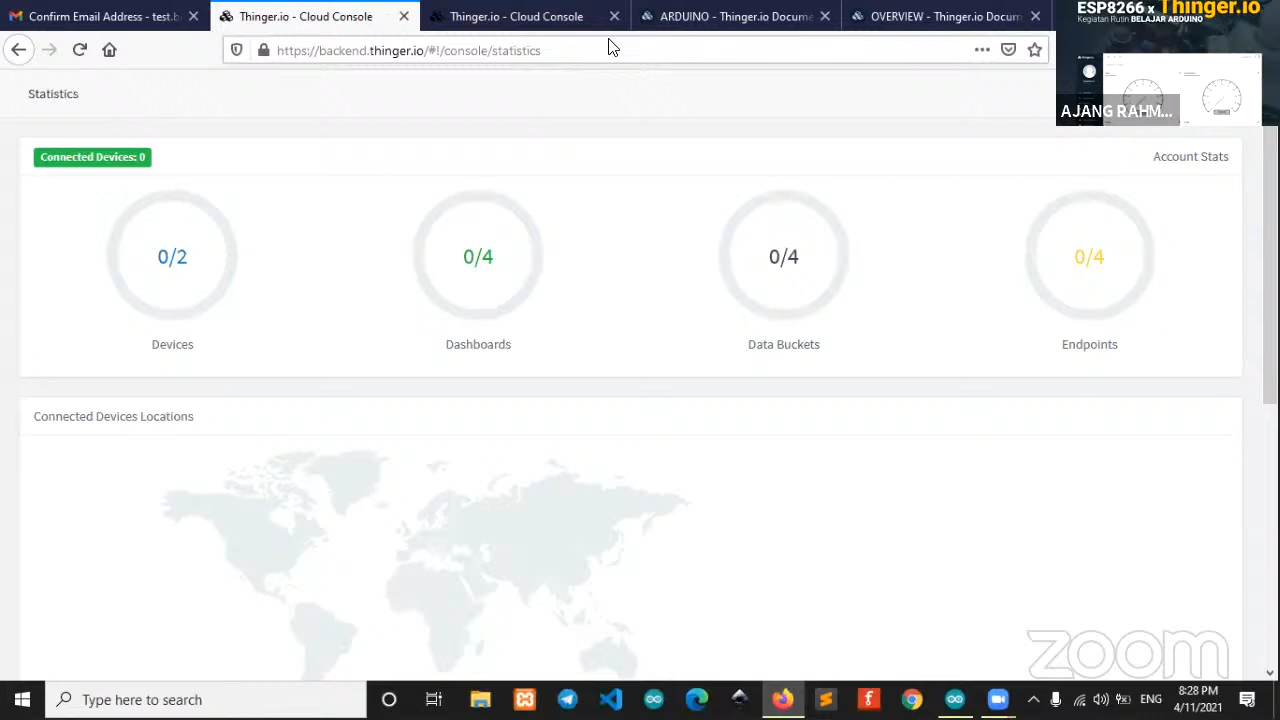 Confirm Email Address - test.b
Thinger.io - Cloud Console
Thinger.io - Cloud Console
ARDUINO - Thinger.io Docume
OVERVIEW - Thinger.io Docum
ESP8266 x Thinger.io
Kegiatan Rutin BELAJAR ARDUINO
https://backend.thinger.io/#!/console/statistics
AJANG RAHM...
Statistics
Connected Devices: 0
Account Stats
0/2
0/4
0/4
0/4
Devices
Dashboards
Data Buckets
Endpoints
Connected Devices Locations
zoom
Type here to search
ENG
8:28 PM
4/11/2021